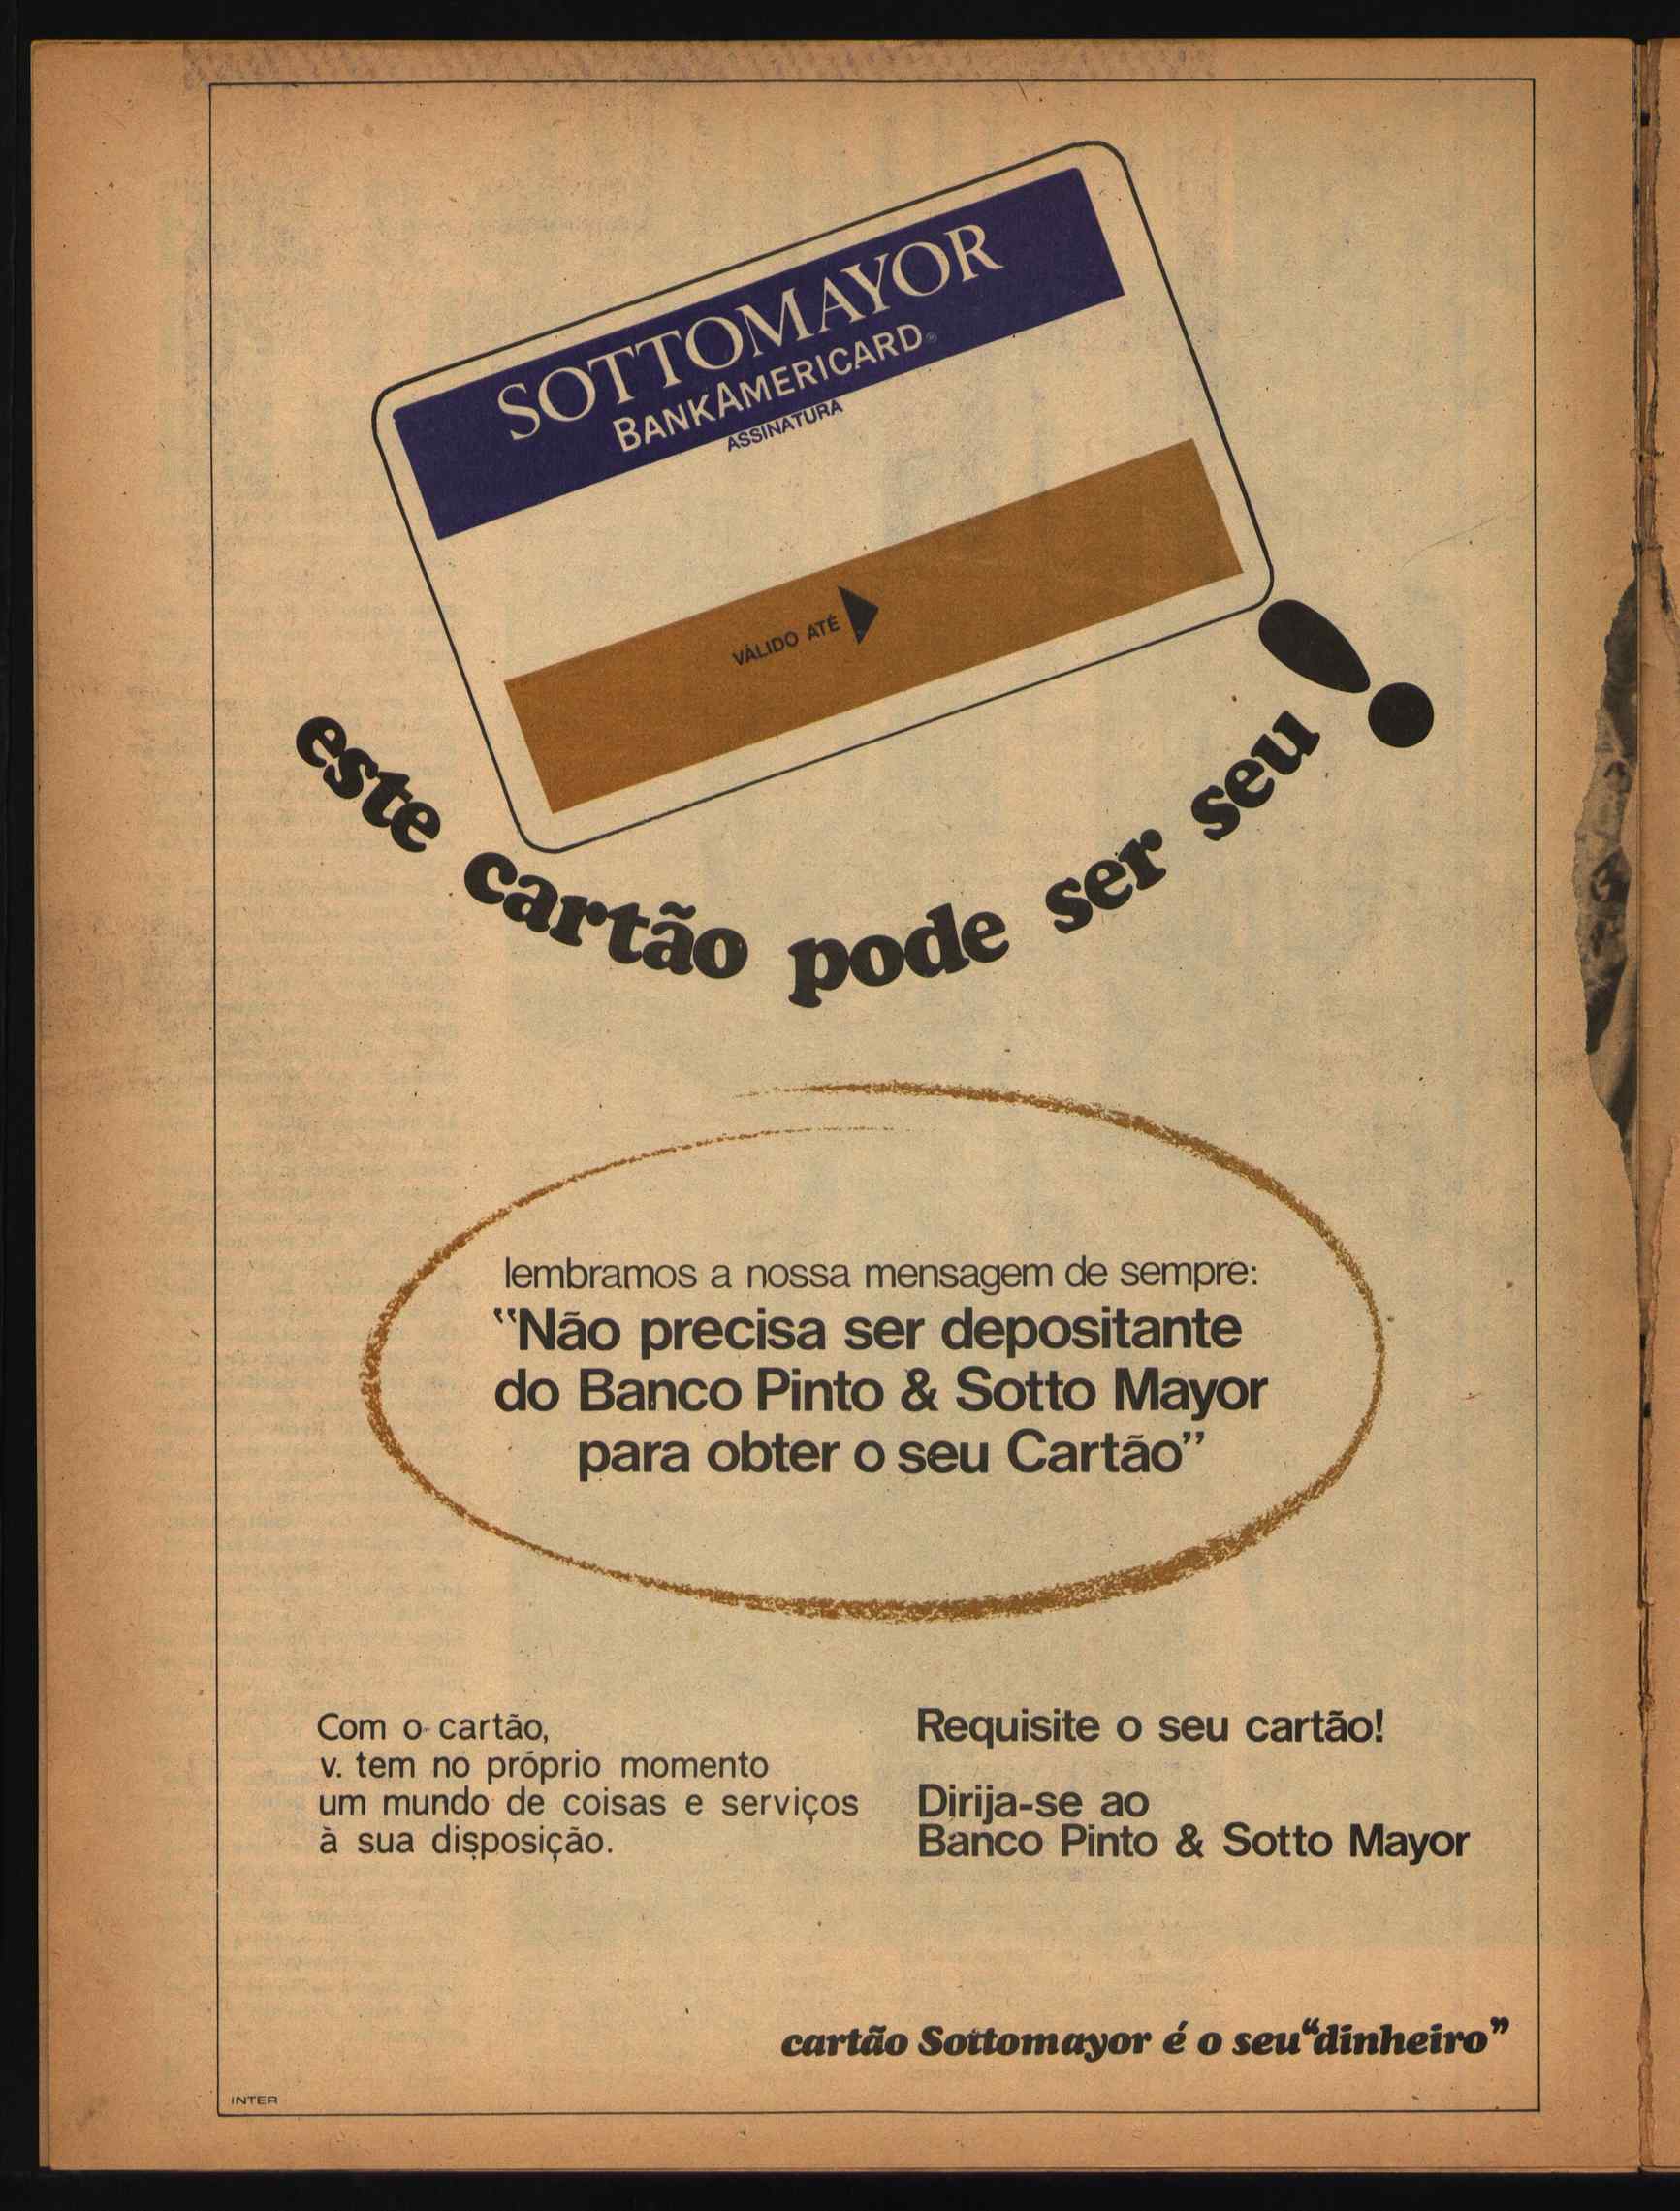 SOTTOMAYOR
BANKAMERICARD®
ASSINATURA
VÁLIDO ATÉ
este cartão pode ser seu!
lembramos a nossa mensagem de sempre:
"Não precisa ser depositante
do Banco Pinto & Sotto Mayor
para obter o seu Cartão"
Com o cartão,
v. tem no próprio momento
um mundo de coisas e serviços
à sua disposição.
Requisite o seu cartão!
Dirija-se ao
Banco Pinto & Sotto Mayor
cartão Sottomayor é o seu "dinheiro"
INTER